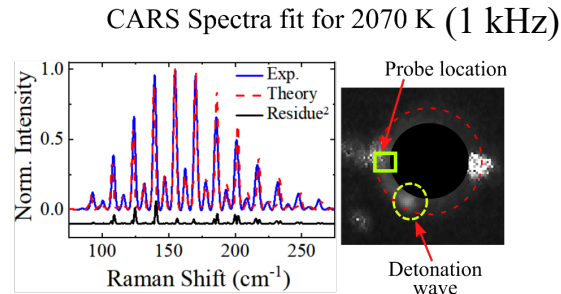 CARS Spectra fit for 2070 K (1 kHz)
Norm. Intensity
1.0
0.5
0.0
Exp.
Theory
Residue²
100
150
200
250
Raman Shift (cm⁻¹)
Probe location
Detonation
wave